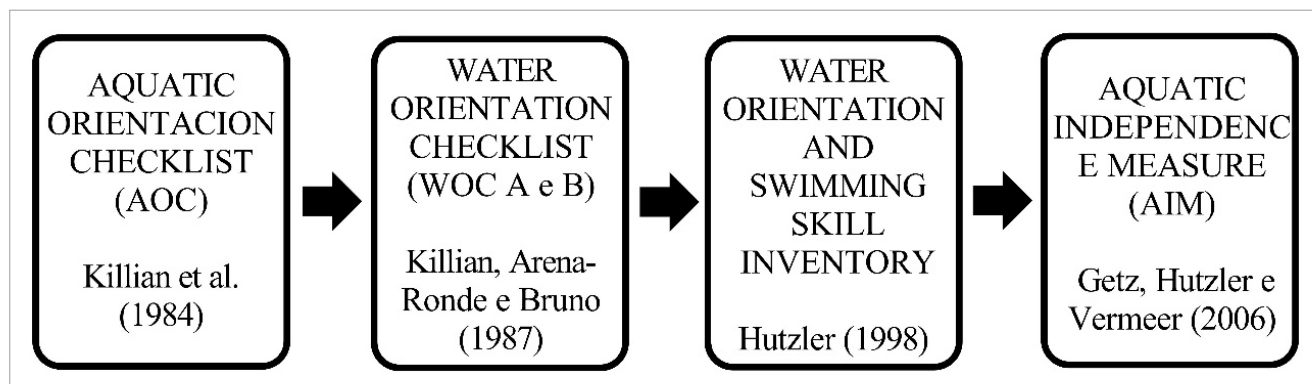 AQUATIC
ORIENTACION
CHECKLIST
(AOC)
Killian et al.
(1984)
WATER
ORIENTATION
CHECKLIST
(WOC A e B)
Killian, Arena-
Ronde e Bruno
(1987)
WATER
ORIENTATION
AND
SWIMMING
SKILL
INVENTORY
Hutzler (1998)
AQUATIC
INDEPENDENC
E MEASURE
(AIM)
Getz, Hutzler e
Vermeer (2006)